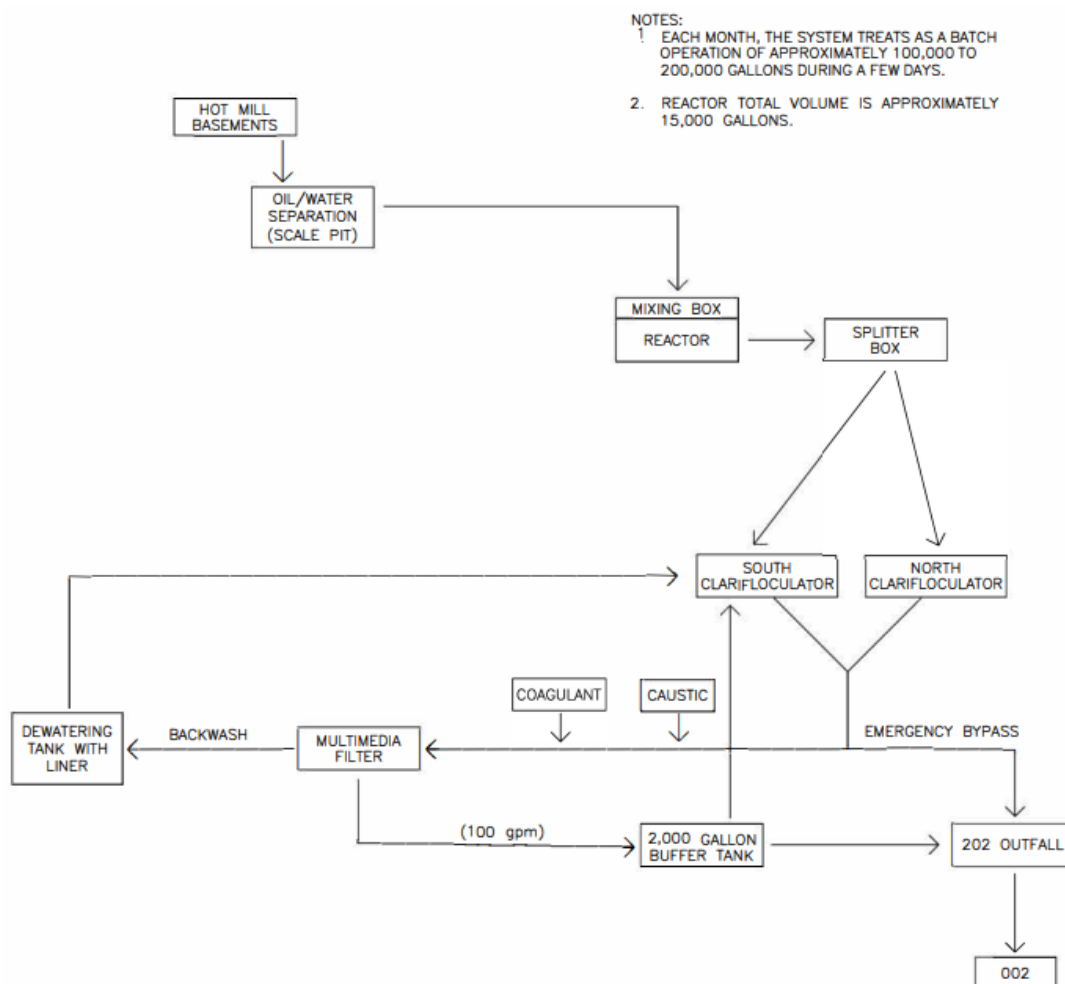 NOTES:
1. EACH MONTH, THE SYSTEM TREATS AS A BATCH
OPERATION OF APPROXIMATELY 100,000 TO
200,000 GALLONS DURING A FEW DAYS.
2. REACTOR TOTAL VOLUME IS APPROXIMATELY
15,000 GALLONS.
HOT MILL
BASEMENTS
OIL/WATER
SEPARATION
(SCALE PIT)
MIXING BOX
REACTOR
SPLITTER
BOX
SOUTH
CLARIFLOCULATOR
NORTH
CLARIFLOCULATOR
COAGULANT
CAUSTIC
DEWATERING
TANK WITH
LINER
BACKWASH
MULTIMEDIA
FILTER
EMERGENCY BYPASS
(100 gpm)
2,000 GALLON
BUFFER TANK
202 OUTFALL
002